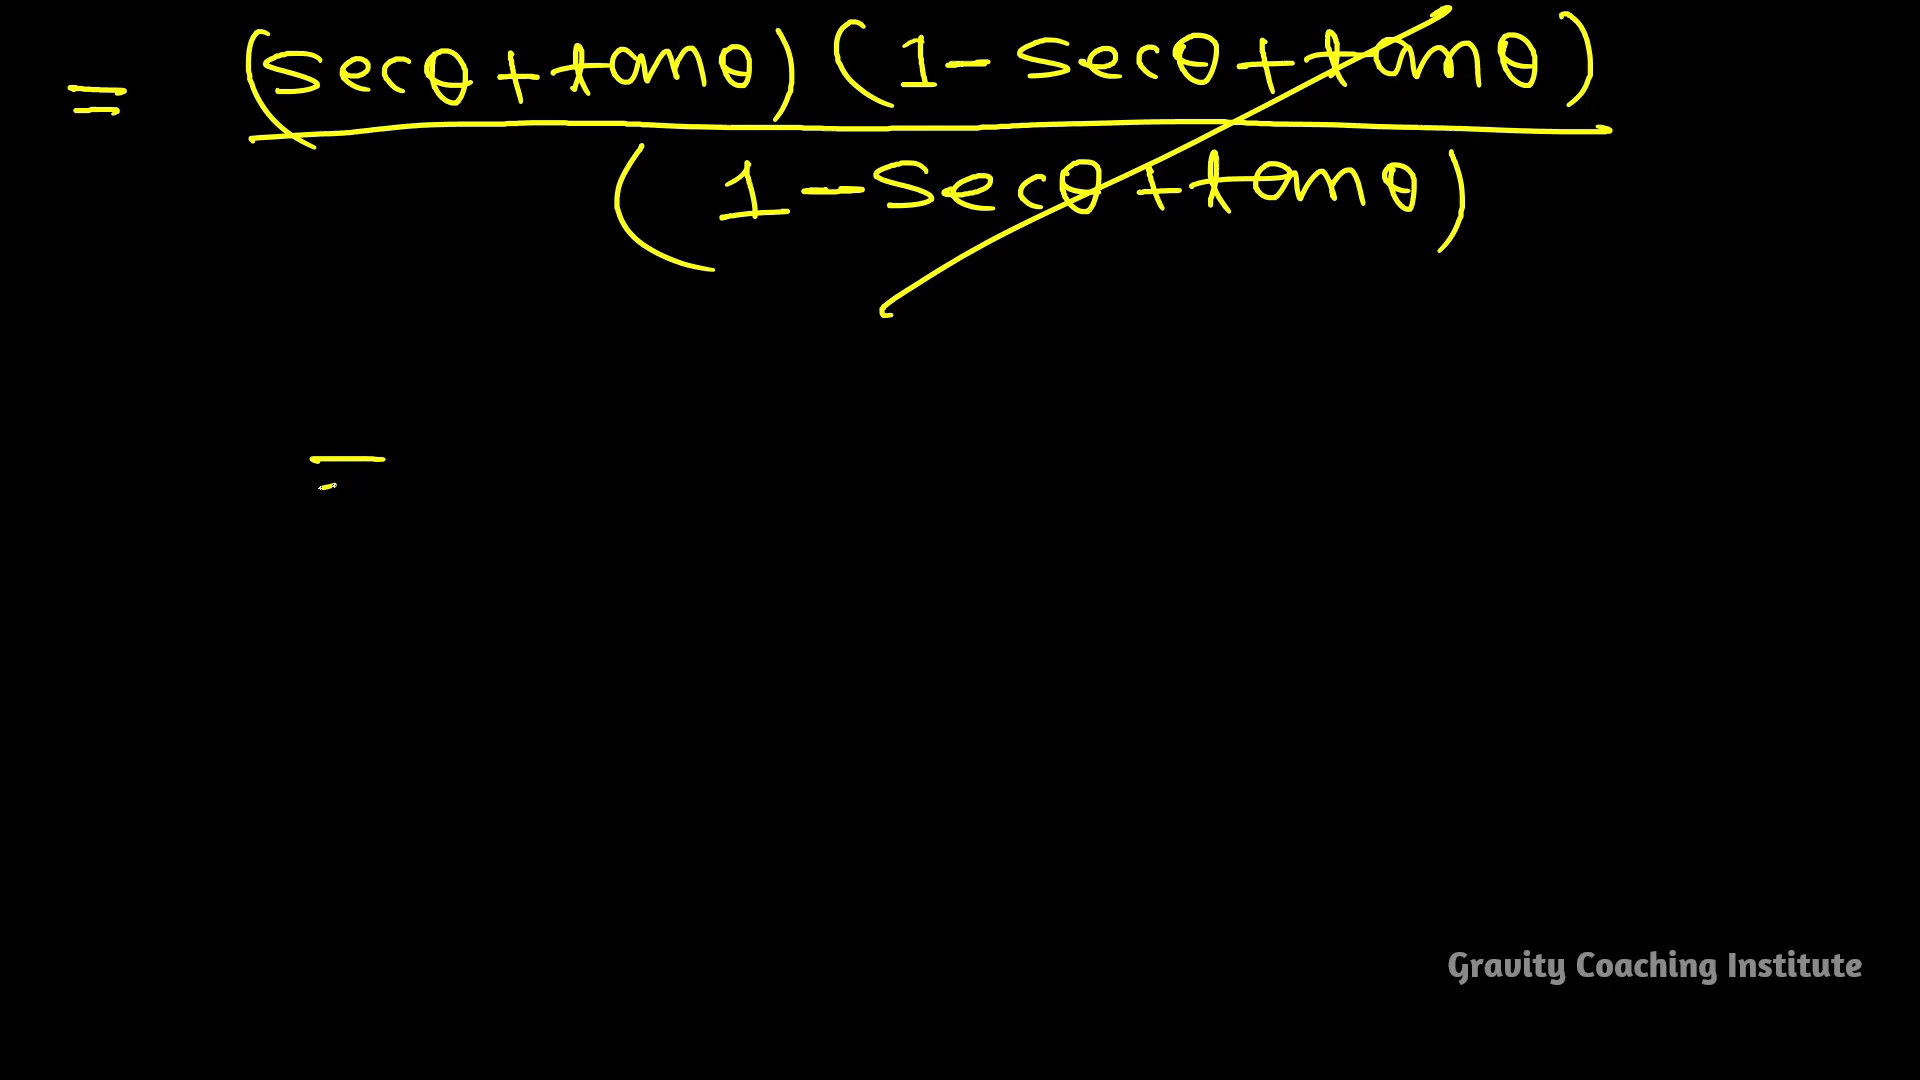 = (secθ + tanθ) (1 - secθ + tanθ)
(1 - secθ + tanθ)
=
Gravity Coaching Institute